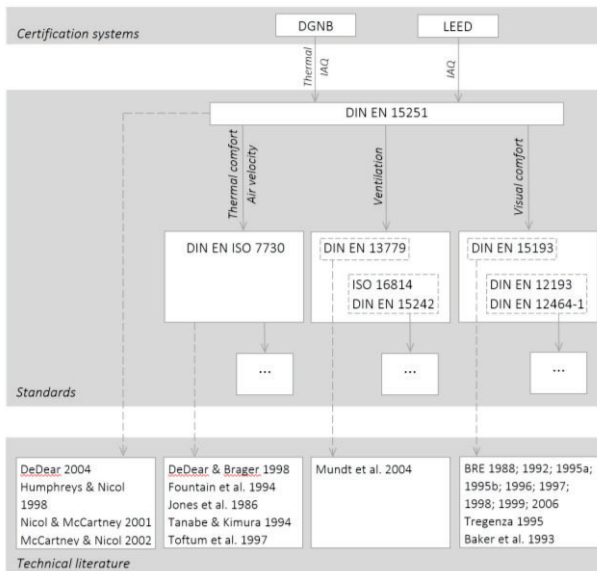 DGNB
LEED
Certification systems
Thermal
IAQ
IAQ
DIN EN 15251
Thermal comfort
Air velocity
Ventilation
Visual comfort
DIN EN ISO 7730
DIN EN 13779
ISO 16814
DIN EN 15242
DIN EN 15193
DIN EN 12193
DIN EN 12464-1
...
...
...
Standards
DeDear 2004
Humphreys & Nicol
1998
Nicol & McCartney 2001
McCartney & Nicol 2002
DeDear & Brager 1998
Fountain et al. 1994
Jones et al. 1986
Tanabe & Kimura 1994
Toftum et al. 1997
Mundt et al. 2004
BRE 1988; 1992; 1995a;
1995b; 1996; 1997;
1998; 1999; 2006
Tregenza 1995
Baker et al. 1993
Technical literature